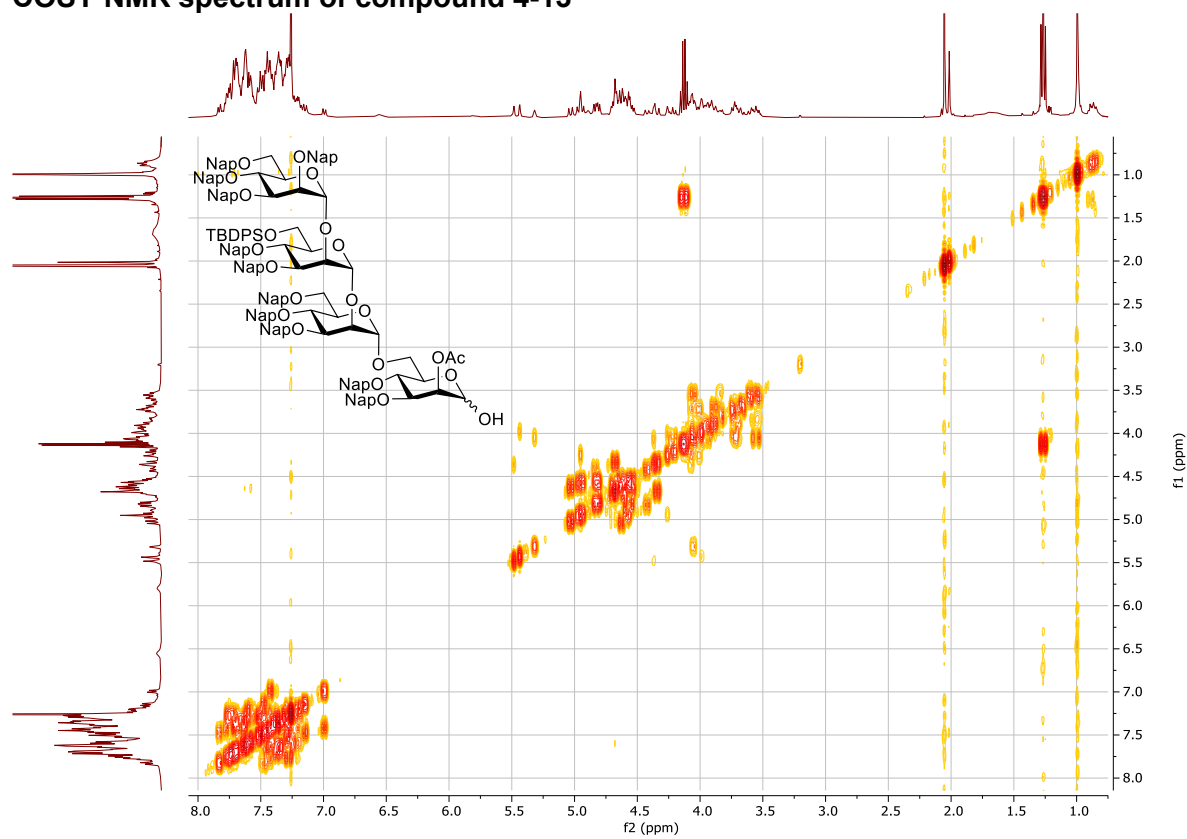 COSY NMR spectrum of compound 4-15
NapO
ONap
NapO
NapO
O
O
TBDPSO
O
NapO
NapO
O
NapO
O
NapO
NapO
O
OAc
NapO
O
NapO
OH
1.0
1.5
2.0
2.5
3.0
3.5
4.0
4.5
5.0
5.5
6.0
6.5
7.0
7.5
8.0
f1 (ppm)
8.0 7.5 7.0 6.5 6.0 5.5 5.0 4.5 4.0 3.5 3.0 2.5 2.0 1.5 1.0
f2 (ppm)